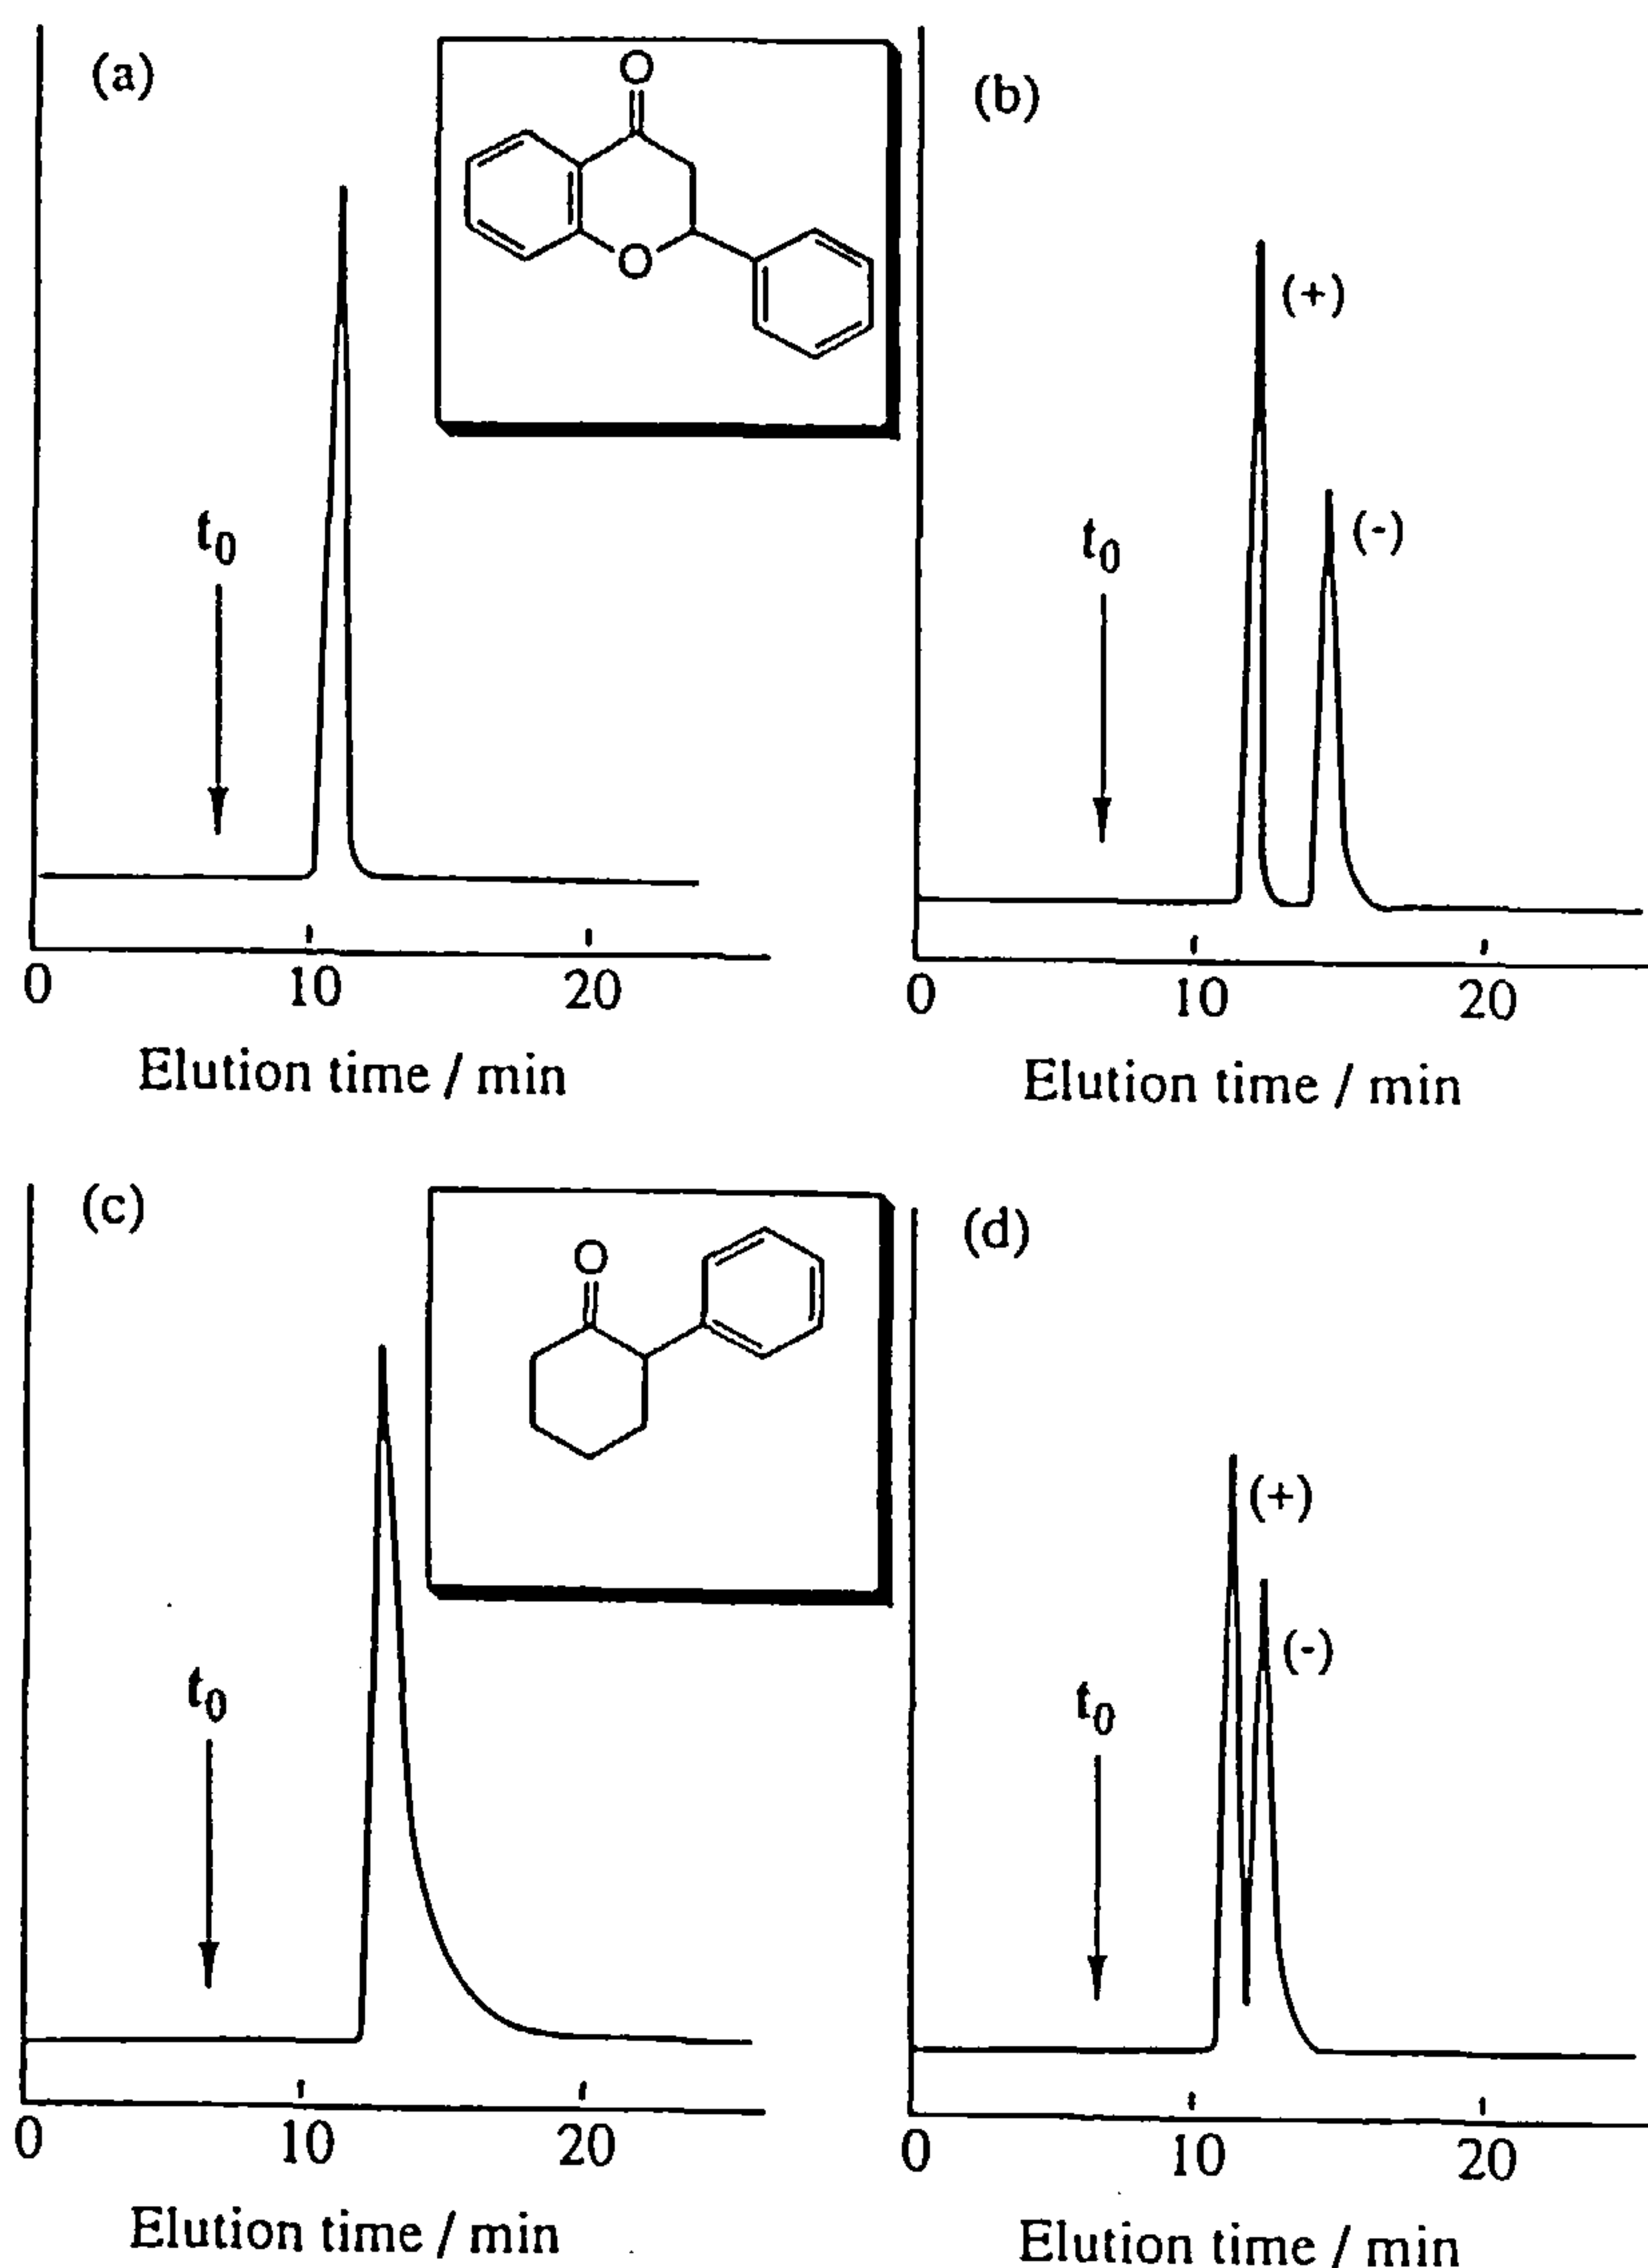 (a)
O
O
t0
0 10 20
Elution time / min
(b)
(+)
(-)
t0
0 10 20
Elution time / min
(c)
O
t0
0 10 20
Elution time / min
(d)
(+)
(-)
t0
0 10 20
Elution time / min